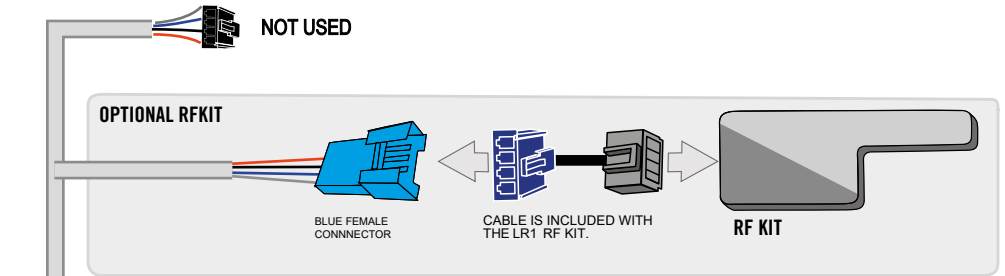 NOT USED
OPTIONAL RFKIT
BLUE FEMALE
CONNNECTOR
CABLE IS INCLUDED WITH
THE LR1 RF KIT.
RF KIT